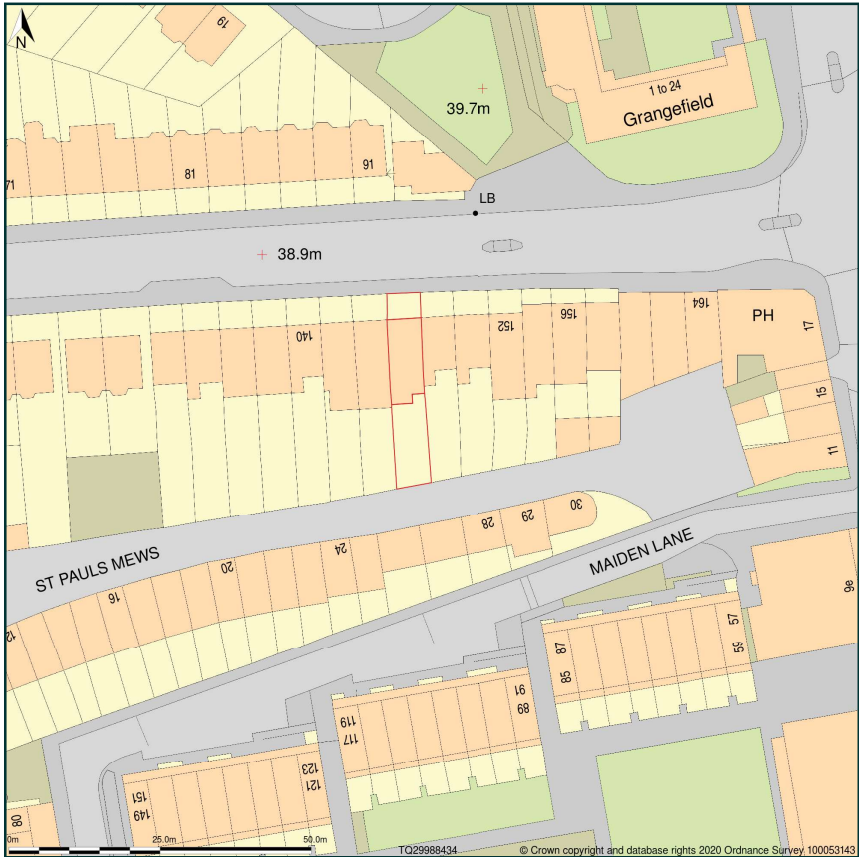 N
19
1 to 24
Grangefield
39.7m
71
81
91
LB
38.9m
140
152
156
164
PH
17
15
11
ST PAULS MEWS
12
16
20
24
28
29
30
MAIDEN LANE
9e
57
59
87
85
91
89
119
117
123
121
151
149
80
0m
25.0m
50.0m
TQ29988434
© Crown copyright and database rights 2020 Ordnance Survey 100053143